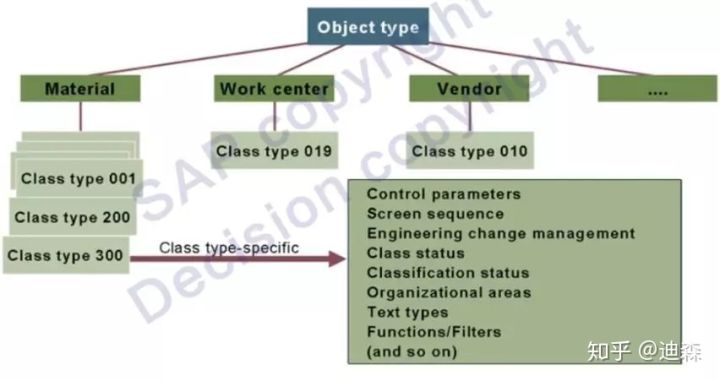 Object type
Material
Work center
Vendor
....
Class type 001
Class type 019
Class type 010
Class type 200
Class type 300
Class type-specific
Control parameters
Screen sequence
Engineering change management
Class status
Classification status
Organizational areas
Text types
Functions/Filters
(and so on)
SAP copyright
Decision copyright
知乎 @迪森